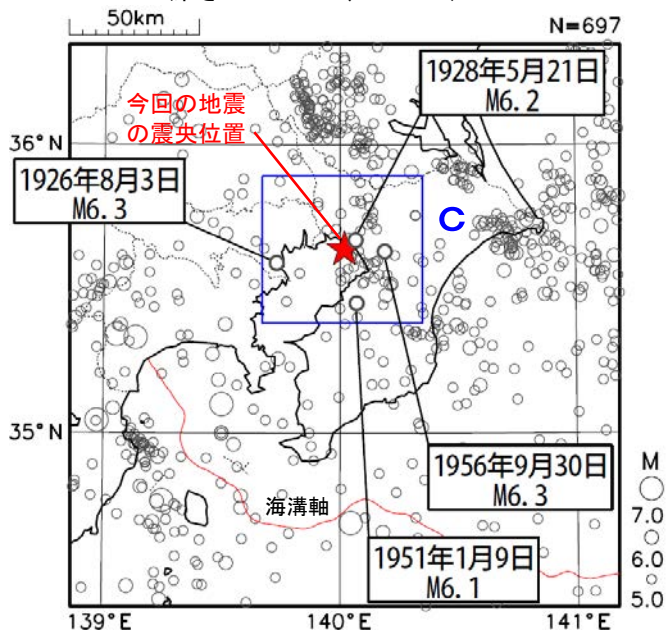 50km
N=697
1928年5月21日
M6.2
今回の地震
の震央位置
36°N
1926年8月3日
M6.3
C
35°N
1956年9月30日
M6.3
海溝軸
1951年1月9日
M6.1
M
7.0
6.0
5.0
139°E
140°E
141°E